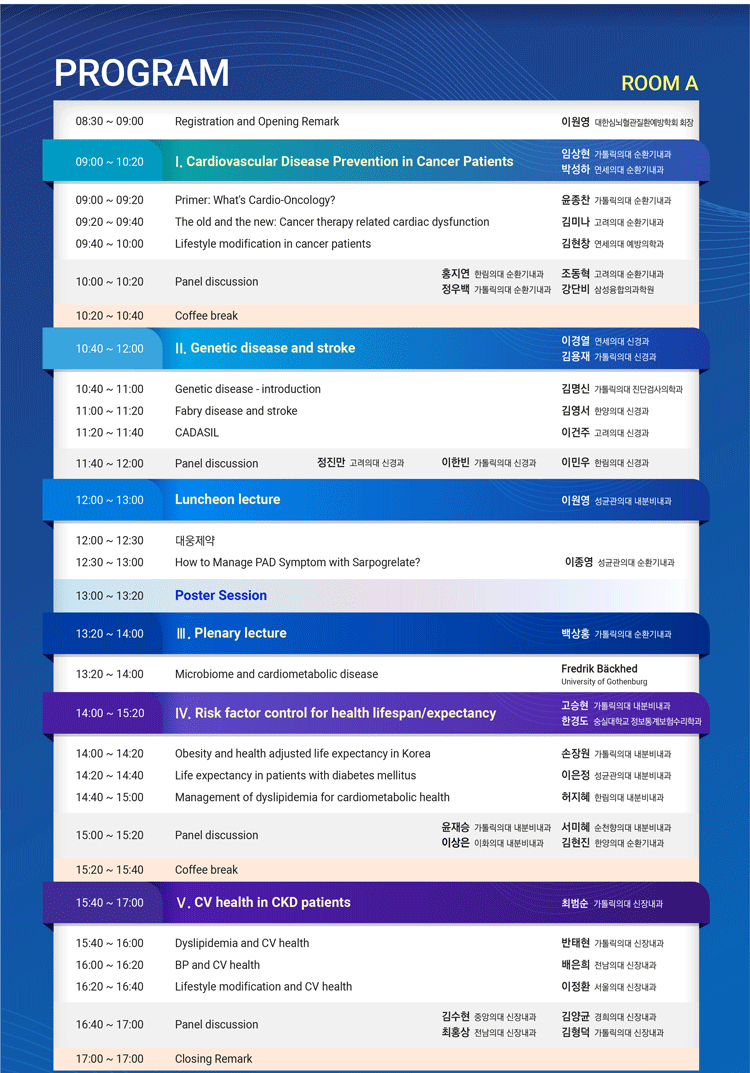 PROGRAM
ROOM A
08:30 ~ 09:00 Registration and Opening Remark 이원영 대한심뇌혈관질환예방학회 회장
09:00 ~ 10:20 Ⅰ. Cardiovascular Disease Prevention in Cancer Patients 임상현 가톨릭의대 순환기내과
박성하 연세의대 순환기내과
09:00 ~ 09:20 Primer: What's Cardio-Oncology? 윤종찬 가톨릭의대 순환기내과
09:20 ~ 09:40 The old and the new: Cancer therapy related cardiac dysfunction 김미나 고려의대 순환기내과
09:40 ~ 10:00 Lifestyle modification in cancer patients 김현창 연세의대 예방의학과
10:00 ~ 10:20 Panel discussion 홍지연 한림의대 순환기내과 조동혁 고려의대 순환기내과
정우백 가톨릭의대 순환기내과 강단비 삼성융합의과학원
10:20 ~ 10:40 Coffee break
10:40 ~ 12:00 Ⅱ. Genetic disease and stroke 이경열 연세의대 신경과
김용재 가톨릭의대 신경과
10:40 ~ 11:00 Genetic disease - introduction 김명신 가톨릭의대 진단검사의학과
11:00 ~ 11:20 Fabry disease and stroke 김영서 한양의대 신경과
11:20 ~ 11:40 CADASIL 이건주 고려의대 신경과
11:40 ~ 12:00 Panel discussion 정진만 고려의대 신경과 이한빈 가톨릭의대 신경과 이민우 한림의대 신경과
12:00 ~ 13:00 Luncheon lecture 이원영 성균관의대 내분비내과
12:00 ~ 12:30 대웅제약
12:30 ~ 13:00 How to Manage PAD Symptom with Sarpogrelate? 이종영 성균관의대 순환기내과
13:00 ~ 13:20 Poster Session
13:20 ~ 14:00 Ⅲ. Plenary lecture 백상홍 가톨릭의대 순환기내과
13:20 ~ 14:00 Microbiome and cardiometabolic disease Fredrik Bäckhed
University of Gothenburg
14:00 ~ 15:20 Ⅳ. Risk factor control for health lifespan/expectancy 고승현 가톨릭의대 내분비내과
한경도 숭실대학교 정보통계보험수리학과
14:00 ~ 14:20 Obesity and health adjusted life expectancy in Korea 손장원 가톨릭의대 내분비내과
14:20 ~ 14:40 Life expectancy in patients with diabetes mellitus 이은정 성균관의대 내분비내과
14:40 ~ 15:00 Management of dyslipidemia for cardiometabolic health 허지혜 한림의대 내분비내과
15:00 ~ 15:20 Panel discussion 윤재승 가톨릭의대 내분비내과 서미혜 순천향의대 내분비내과
이상은 이화의대 내분비내과 김현진 한양의대 순환기내과
15:20 ~ 15:40 Coffee break
15:40 ~ 17:00 Ⅴ. CV health in CKD patients 최범순 가톨릭의대 신장내과
15:40 ~ 16:00 Dyslipidemia and CV health 반태현 가톨릭의대 신장내과
16:00 ~ 16:20 BP and CV health 배은희 전남의대 신장내과
16:20 ~ 16:40 Lifestyle modification and CV health 이정환 서울의대 신장내과
16:40 ~ 17:00 Panel discussion 김수현 중앙의대 신장내과 김양균 경희의대 신장내과
최홍상 전남의대 신장내과 김형덕 가톨릭의대 신장내과
17:00 ~ 17:00 Closing Remark